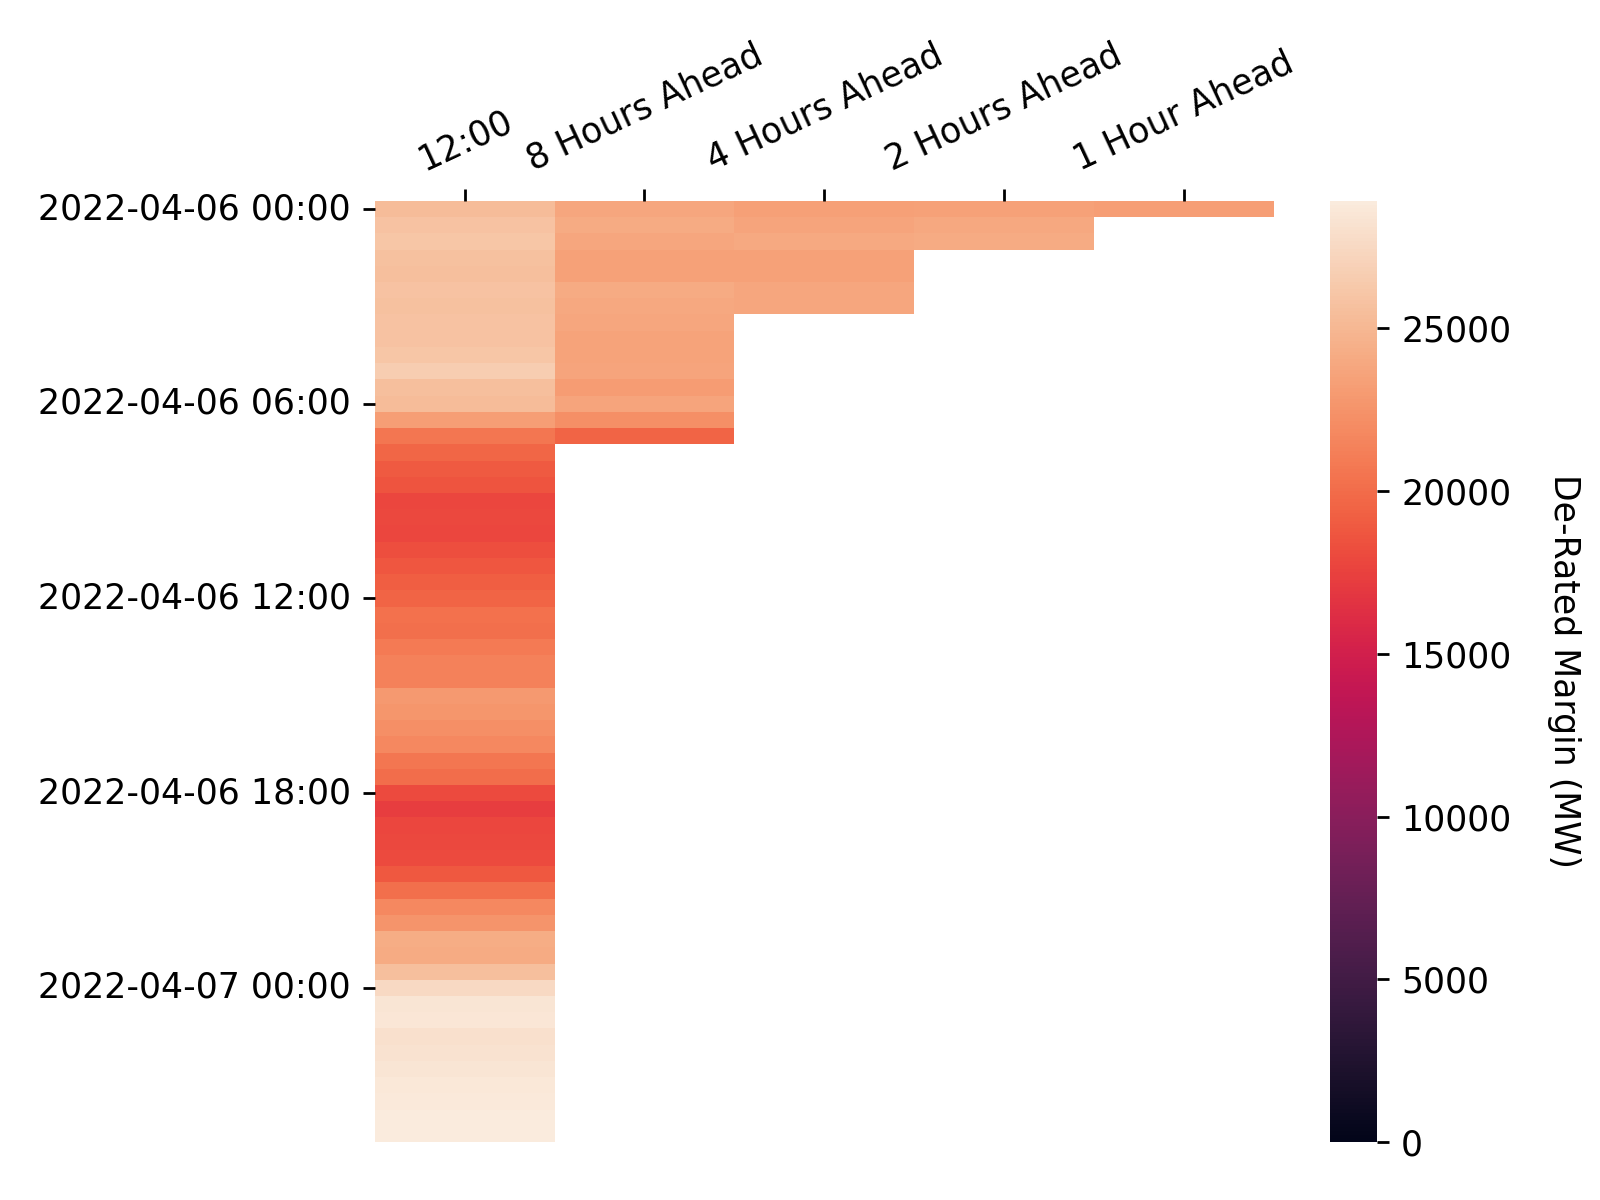 12:00
8 Hours Ahead
4 Hours Ahead
2 Hours Ahead
1 Hour Ahead
2022-04-06 00:00
2022-04-06 06:00
2022-04-06 12:00
2022-04-06 18:00
2022-04-07 00:00
25000
20000
15000
10000
5000
0
De-Rated Margin (MW)